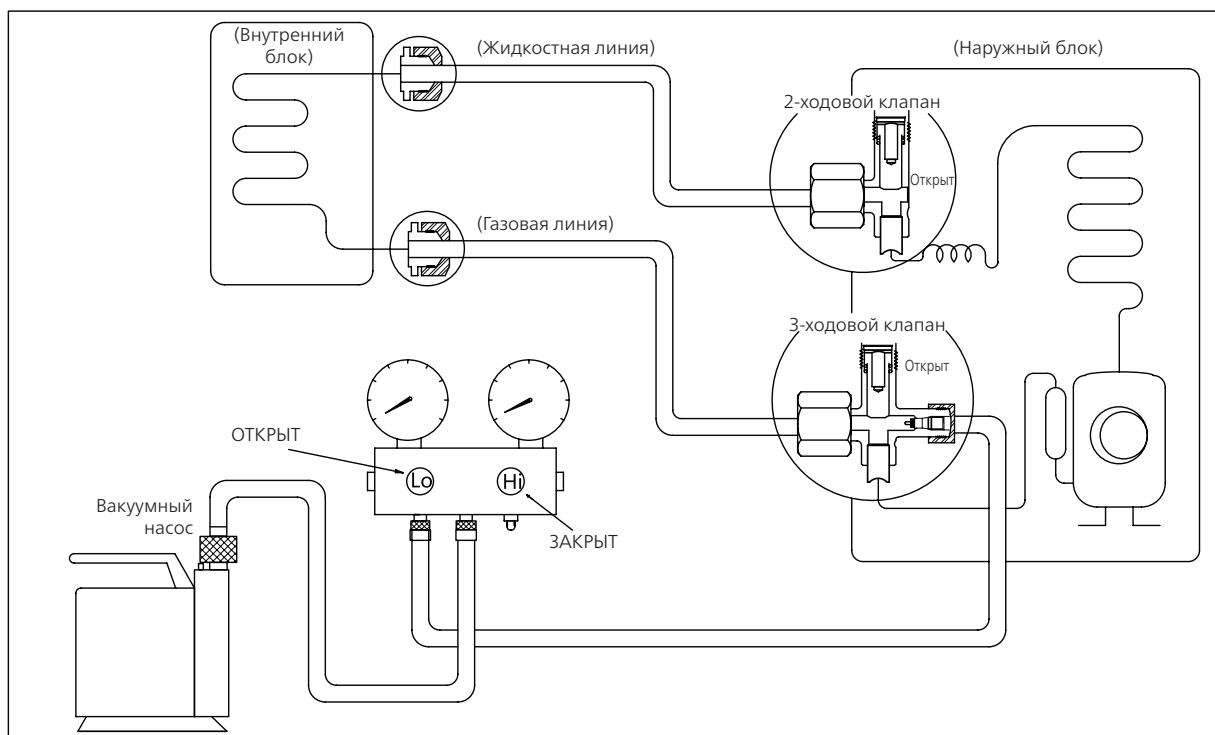 (Внутренний
блок)
(Жидкостная линия)
(Наружный блок)
2-ходовой клапан
Открыт
(Газовая линия)
3-ходовой клапан
Открыт
ОТКРЫТ
Lo
Hi
Вакуумный
насос
ЗАКРЫТ